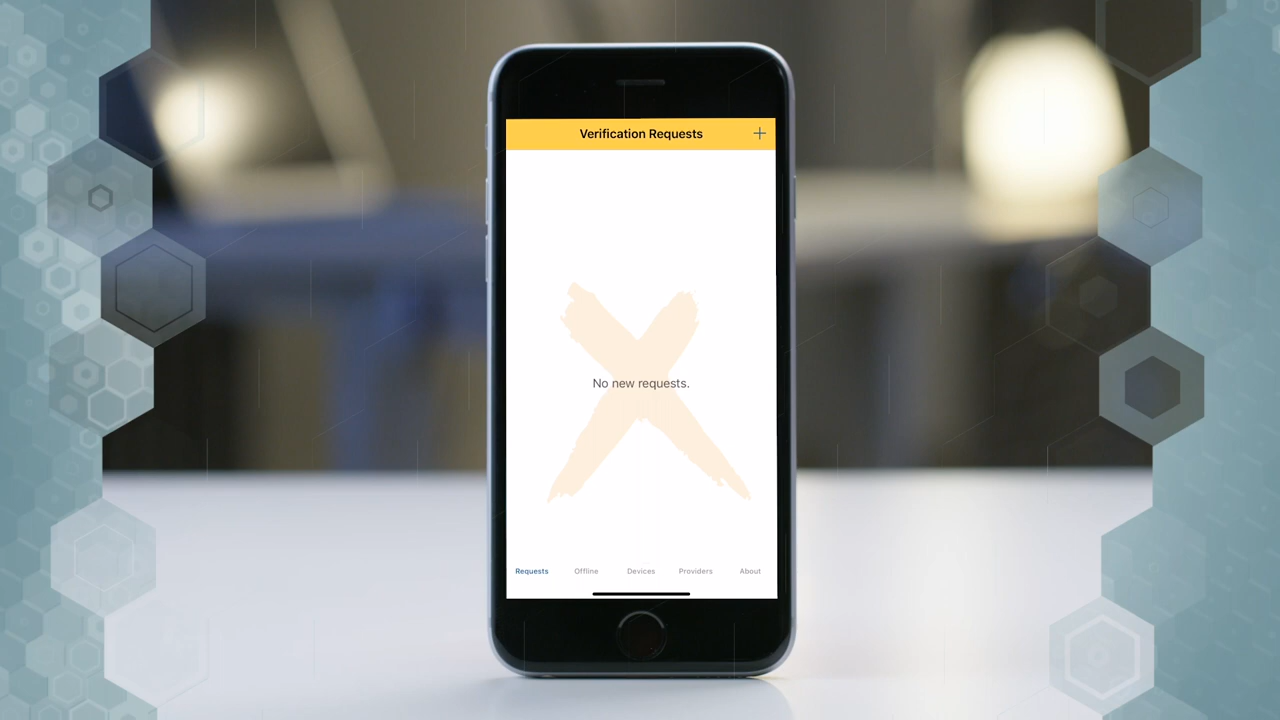 Verification Requests +
No new requests.
Requests Offline Devices Providers About